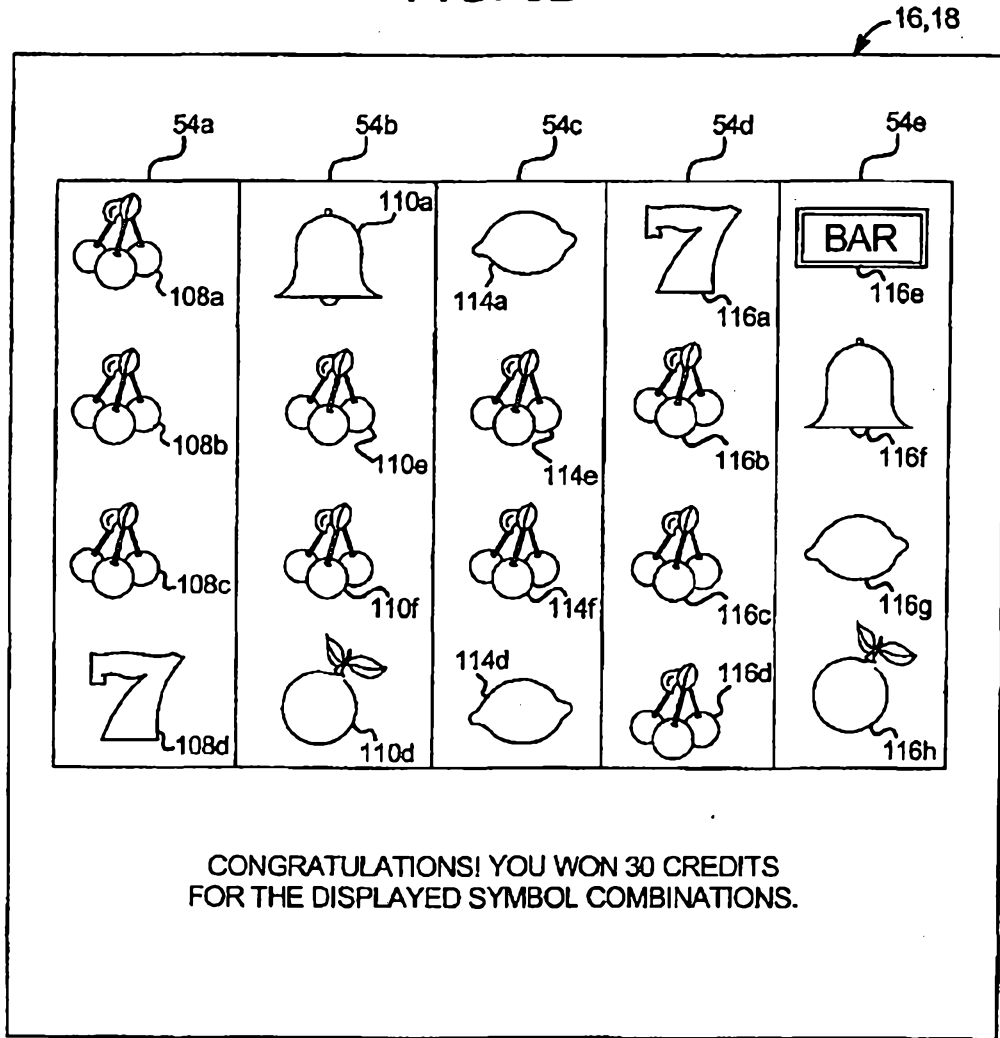 16,18
54a 54b 54c 54d 54e
110a
BAR
108a 114a 116a 116e
108b 110e 114e 116b 116f
108c 110f 114f 116c 116g
114d 116d
108d 110d 116h
CONGRATULATIONS! YOU WON 30 CREDITS
FOR THE DISPLAYED SYMBOL COMBINATIONS.